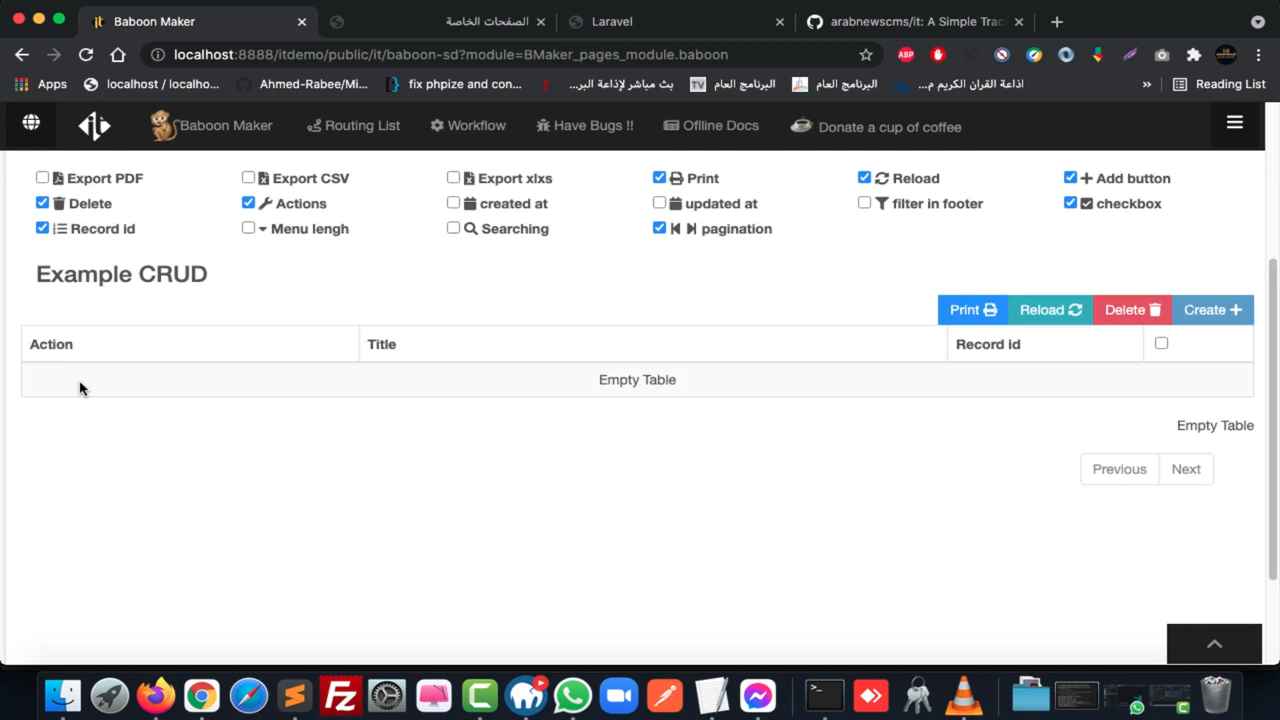 Baboon Maker
الصفحات الخاصة
Laravel
arabnewscms/it: A Simple Trac
localhost:8888/itdemo/public/it/baboon-sd?module=BMaker_pages_module.baboon
ABP
Apps
localhost / localho...
Ahmed-Rabee/Mi...
fix phpize and con...
بث مباشر لإذاعة البر...
البرنامج العام
البرنامج العام
اذاعة القران الكريم م...
»
Reading List
Baboon Maker
Routing List
Workflow
Have Bugs !!
Oflline Docs
Donate a cup of coffee
Export PDF
Export CSV
Export xlxs
Print
Reload
Add button
Delete
Actions
created at
updated at
filter in footer
checkbox
Record id
Menu lengh
Searching
pagination
Example CRUD
Print
Reload
Delete
Create
Action
Title
Record id
Empty Table
Empty Table
Previous
Next